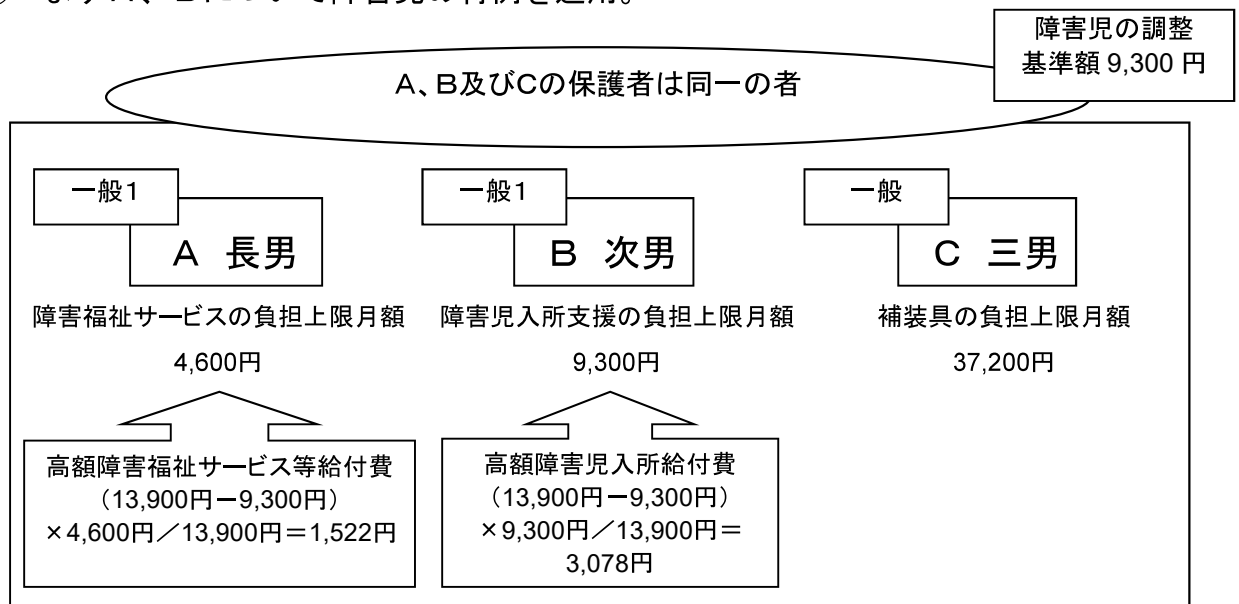 障害児の調整
基準額 9,300 円
A、B及びCの保護者は同一の者
一般1
A 長男
障害福祉サービスの負担上限月額
4,600円
高額障害福祉サービス等給付費
（13,900円－9,300円）
×4,600円／13,900円＝1,522円
一般1
B 次男
障害児入所支援の負担上限月額
9,300円
高額障害児入所給付費
（13,900円－9,300円）
×9,300円／13,900円＝
3,078円
一般
C 三男
補装具の負担上限月額
37,200円